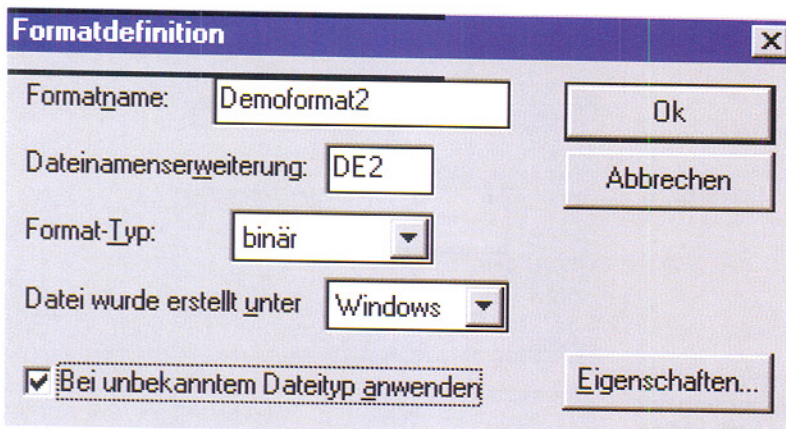 Formatdefinition
Formatname: Demoformat2
Ok
Dateinamenserweiterung: DE2
Abbrechen
Format-Typ: binär
Datei wurde erstellt unter Windows
Bei unbekanntem Dateityp anwenden
Eigenschaften...